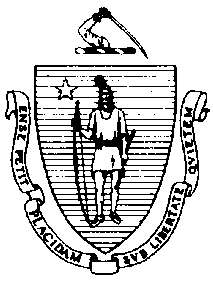 ENSE PETIT
PLACIDAM
SVB LIBERTATE
QVIETEM